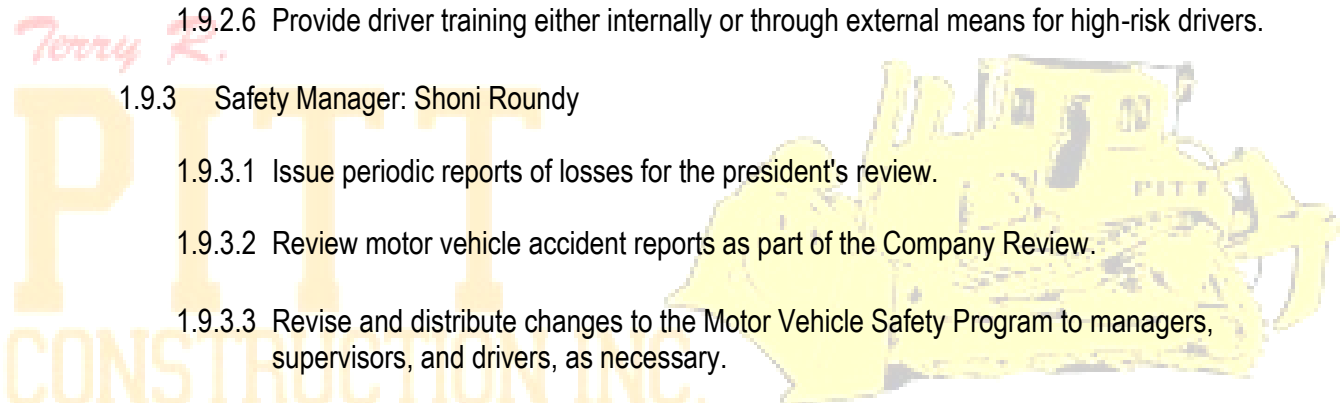 1.9.2.6 Provide driver training either internally or through external means for high-risk drivers.
Terry R.
PITT
CONSTRUCTION INC.
PITT
1.9.3 Safety Manager: Shoni Roundy
1.9.3.1 Issue periodic reports of losses for the president's review.
1.9.3.2 Review motor vehicle accident reports as part of the Company Review.
1.9.3.3 Revise and distribute changes to the Motor Vehicle Safety Program to managers,
supervisors, and drivers, as necessary.